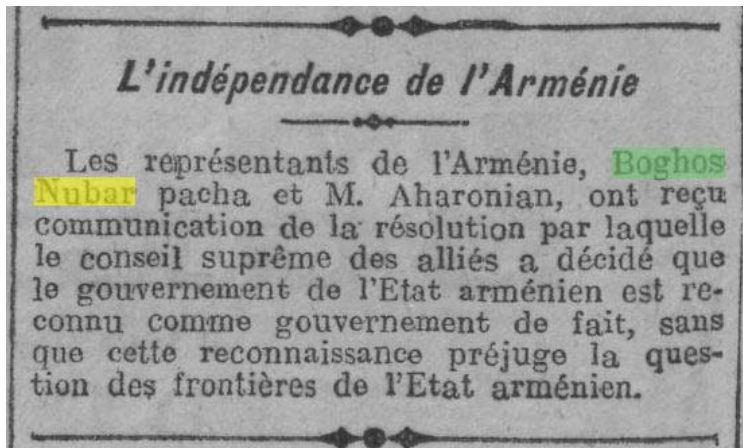 L'indépendance de l'Arménie
Les représentants de l'Arménie, Boghos
Nubar pacha et M. Aharonian, ont reçu
communication de la résolution par laquelle
le conseil suprême des alliés a décidé que
le gouvernement de l'Etat arménien est re-
connu comme gouvernement de fait, sans
que cette reconnaissance préjuge la ques-
tion des frontières de l'Etat arménien.